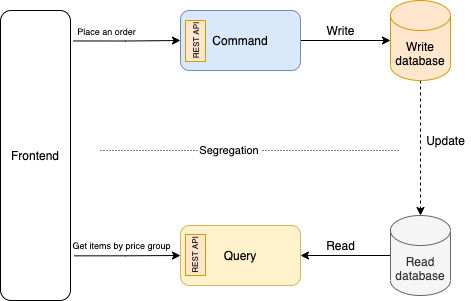 Place an order
REST API
Command
Write
Write
database
Frontend
Segregation
Update
Get items by price group
REST API
Query
Read
Read
database